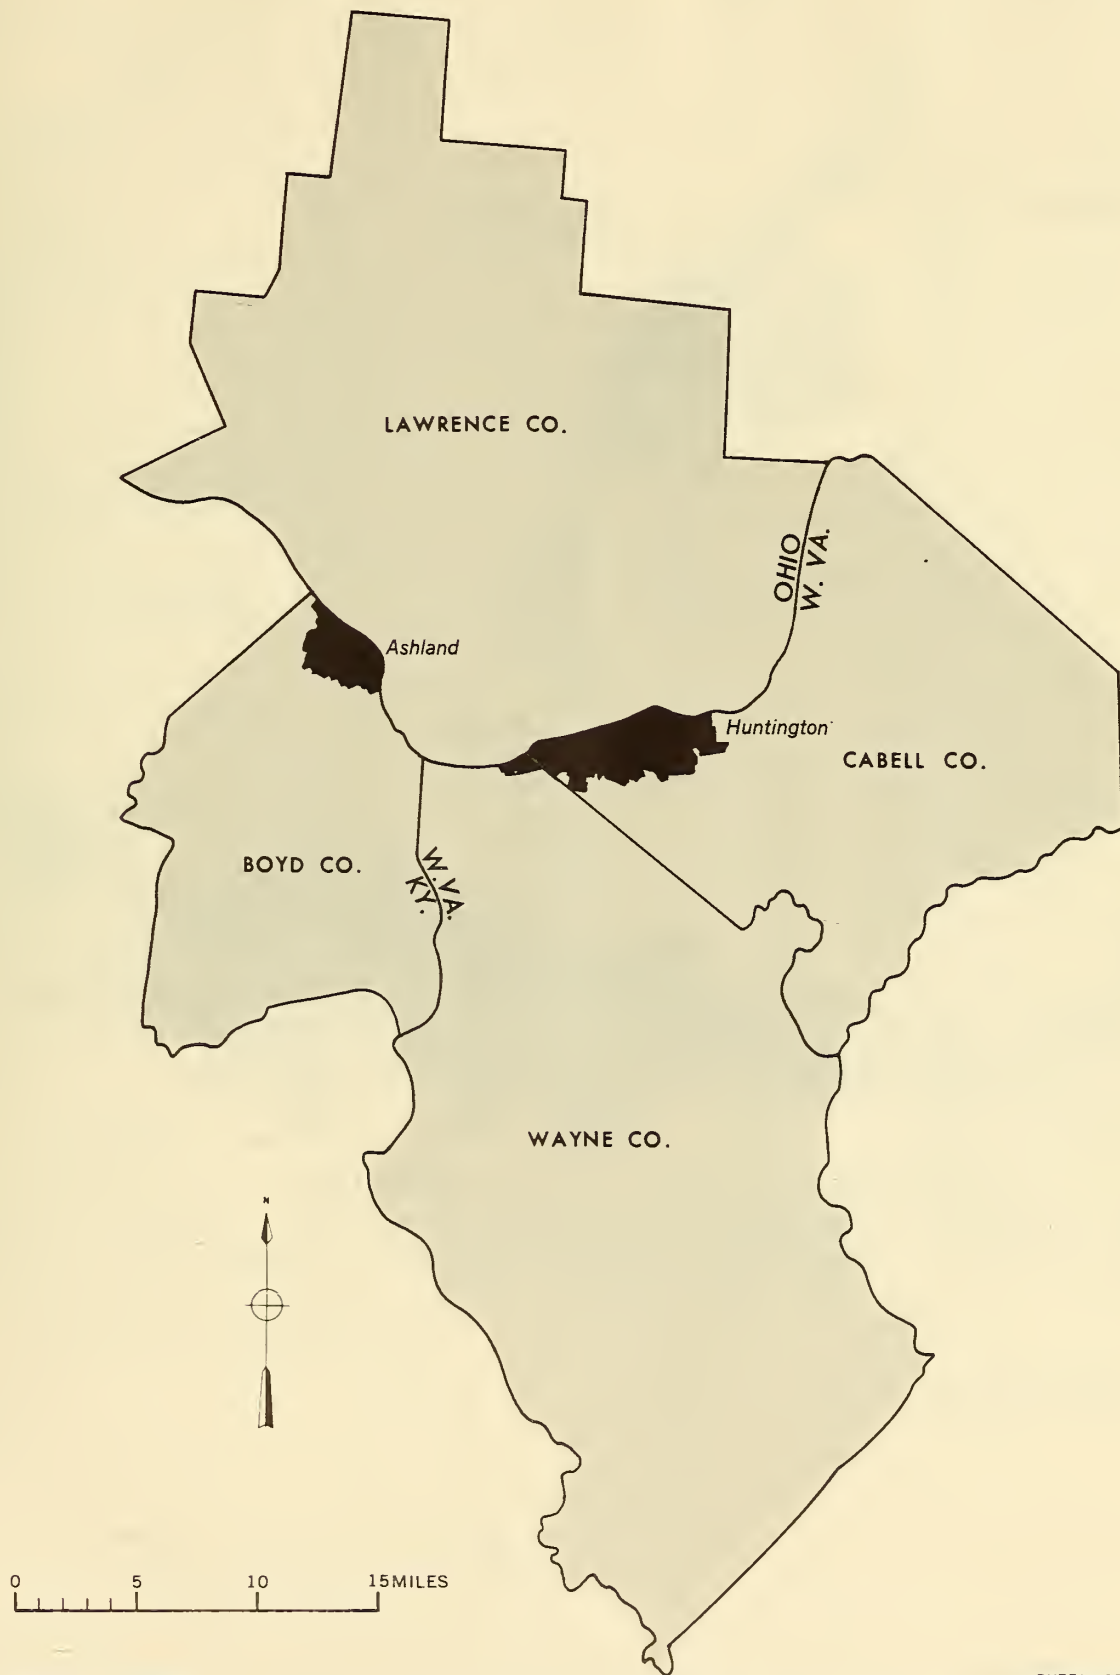 LAWRENCE CO.
OHIO
W. VA.
Ashland
Huntington
CABELL CO.
BOYD CO.
W. VA.
KY.
WAYNE CO.
N
0 5 10 15 MILES